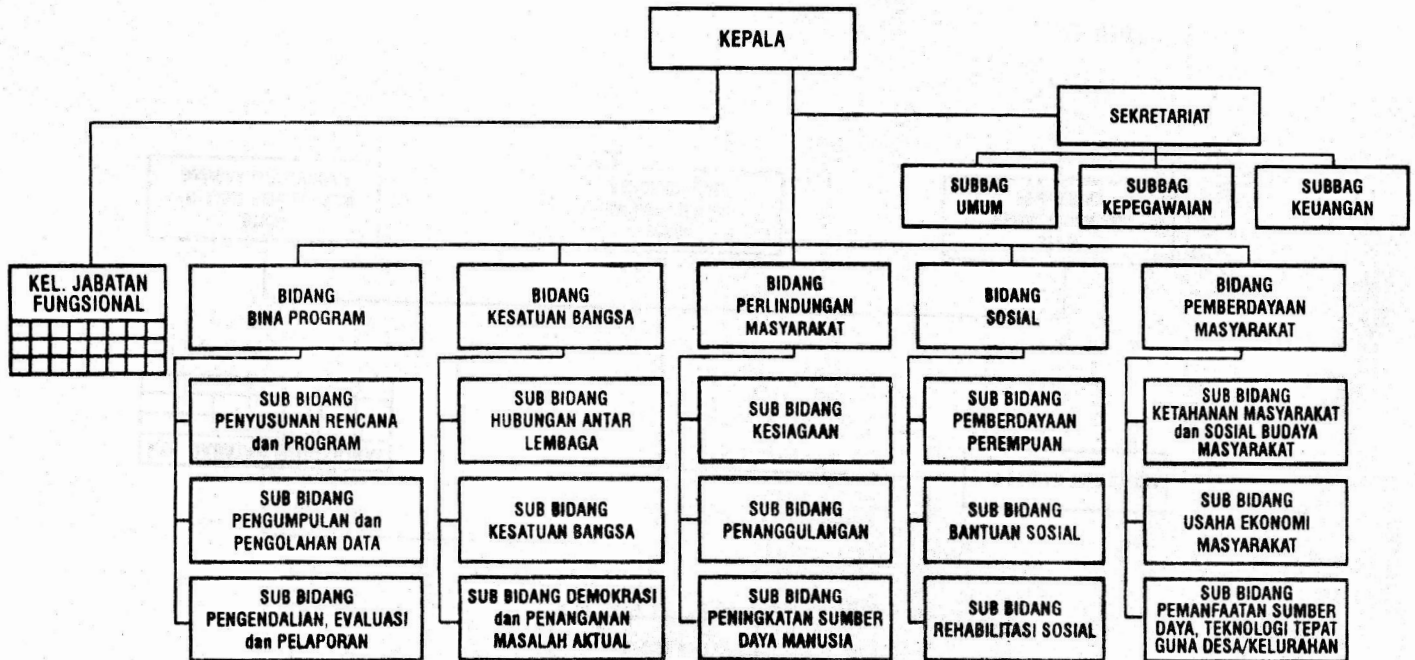 KEPALA
SEKRETARIAT
SUBBAG
UMUM
SUBBAG
KEPEGAWAIAN
SUBBAG
KEUANGAN
KEL. JABATAN
FUNGSIONAL
BIDANG
BINA PROGRAM
BIDANG
KESATUAN BANGSA
BIDANG
PERLINDUNGAN
MASYARAKAT
BIDANG
SOSIAL
BIDANG
PEMBERDAYAAN
MASYARAKAT
SUB BIDANG
PENYUSUNAN RENCANA
dan PROGRAM
SUB BIDANG
HUBUNGAN ANTAR
LEMBAGA
SUB BIDANG
KESIAGAAN
SUB BIDANG
PEMBERDAYAAN
PEREMPUAN
SUB BIDANG
KETAHANAN MASYARAKAT
dan SOSIAL BUDAYA
MASYARAKAT
SUB BIDANG
PENGUMPULAN dan
PENGOLAHAN DATA
SUB BIDANG
KESATUAN BANGSA
SUB BIDANG
PENANGGULANGAN
SUB BIDANG
BANTUAN SOSIAL
SUB BIDANG
USAHA EKONOMI
MASYARAKAT
SUB BIDANG
PENGENDALIAN, EVALUASI
dan PELAPORAN
SUB BIDANG DEMOKRASI
dan PENANGANAN
MASALAH AKTUAL
SUB BIDANG
PENINGKATAN SUMBER
DAYA MANUSIA
SUB BIDANG
REHABILITASI SOSIAL
SUB BIDANG
PEMANFAATAN SUMBER
DAYA, TEKNOLOGI TEPAT
GUNA DESA/KELURAHAN